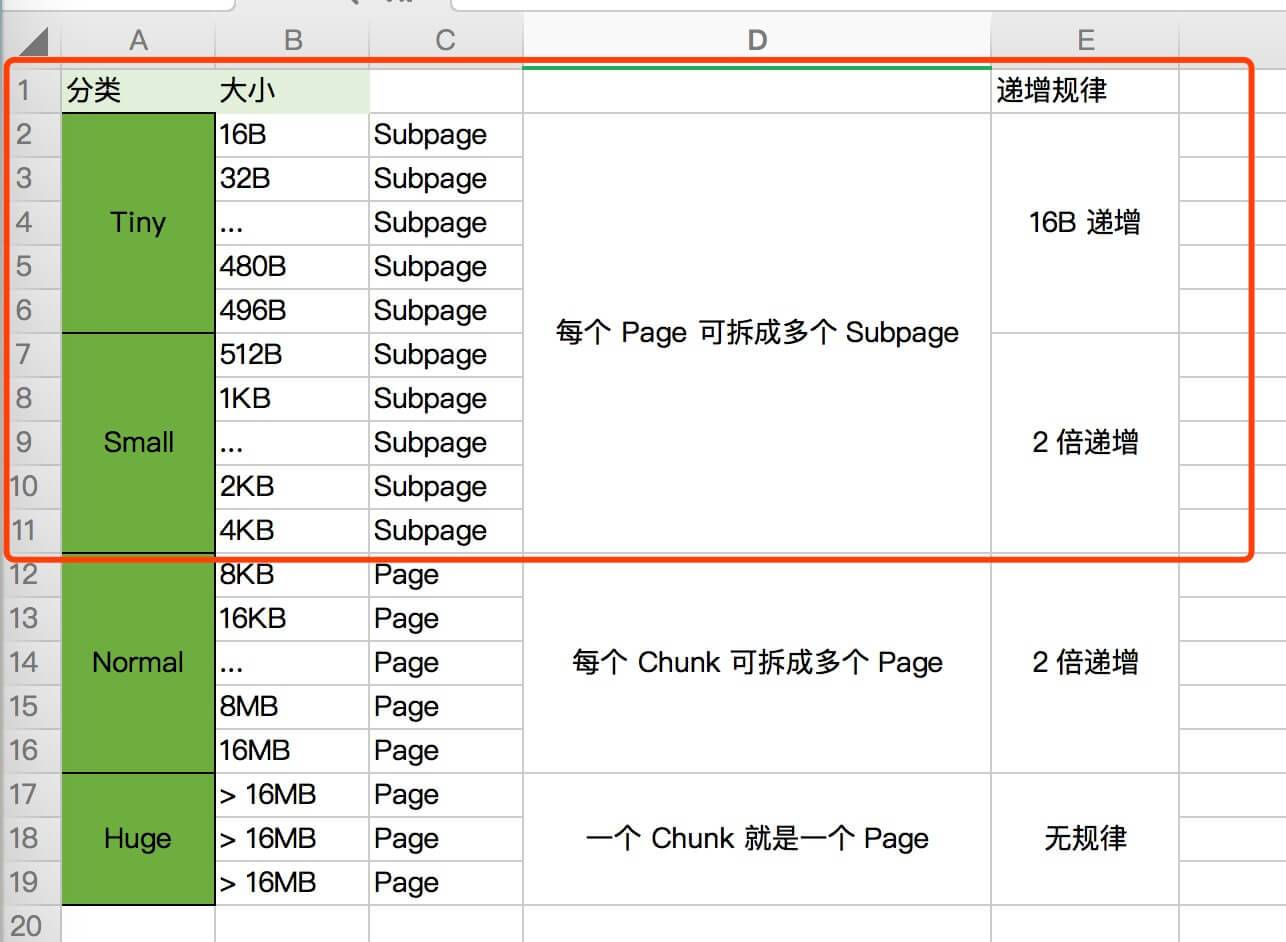 A B C D E
1 分类 大小 递增规律
2 16B Subpage
3 32B Subpage
4 Tiny ... Subpage 16B 递增
5 480B Subpage
6 496B Subpage
每个 Page 可拆成多个 Subpage
7 512B Subpage
8 1KB Subpage
9 Small ... Subpage 2 倍递增
10 2KB Subpage
11 4KB Subpage
12 8KB Page
13 16KB Page
14 Normal ... Page 每个 Chunk 可拆成多个 Page 2 倍递增
15 8MB Page
16 16MB Page
17 > 16MB Page
18 Huge > 16MB Page 一个 Chunk 就是一个 Page 无规律
19 > 16MB Page
20